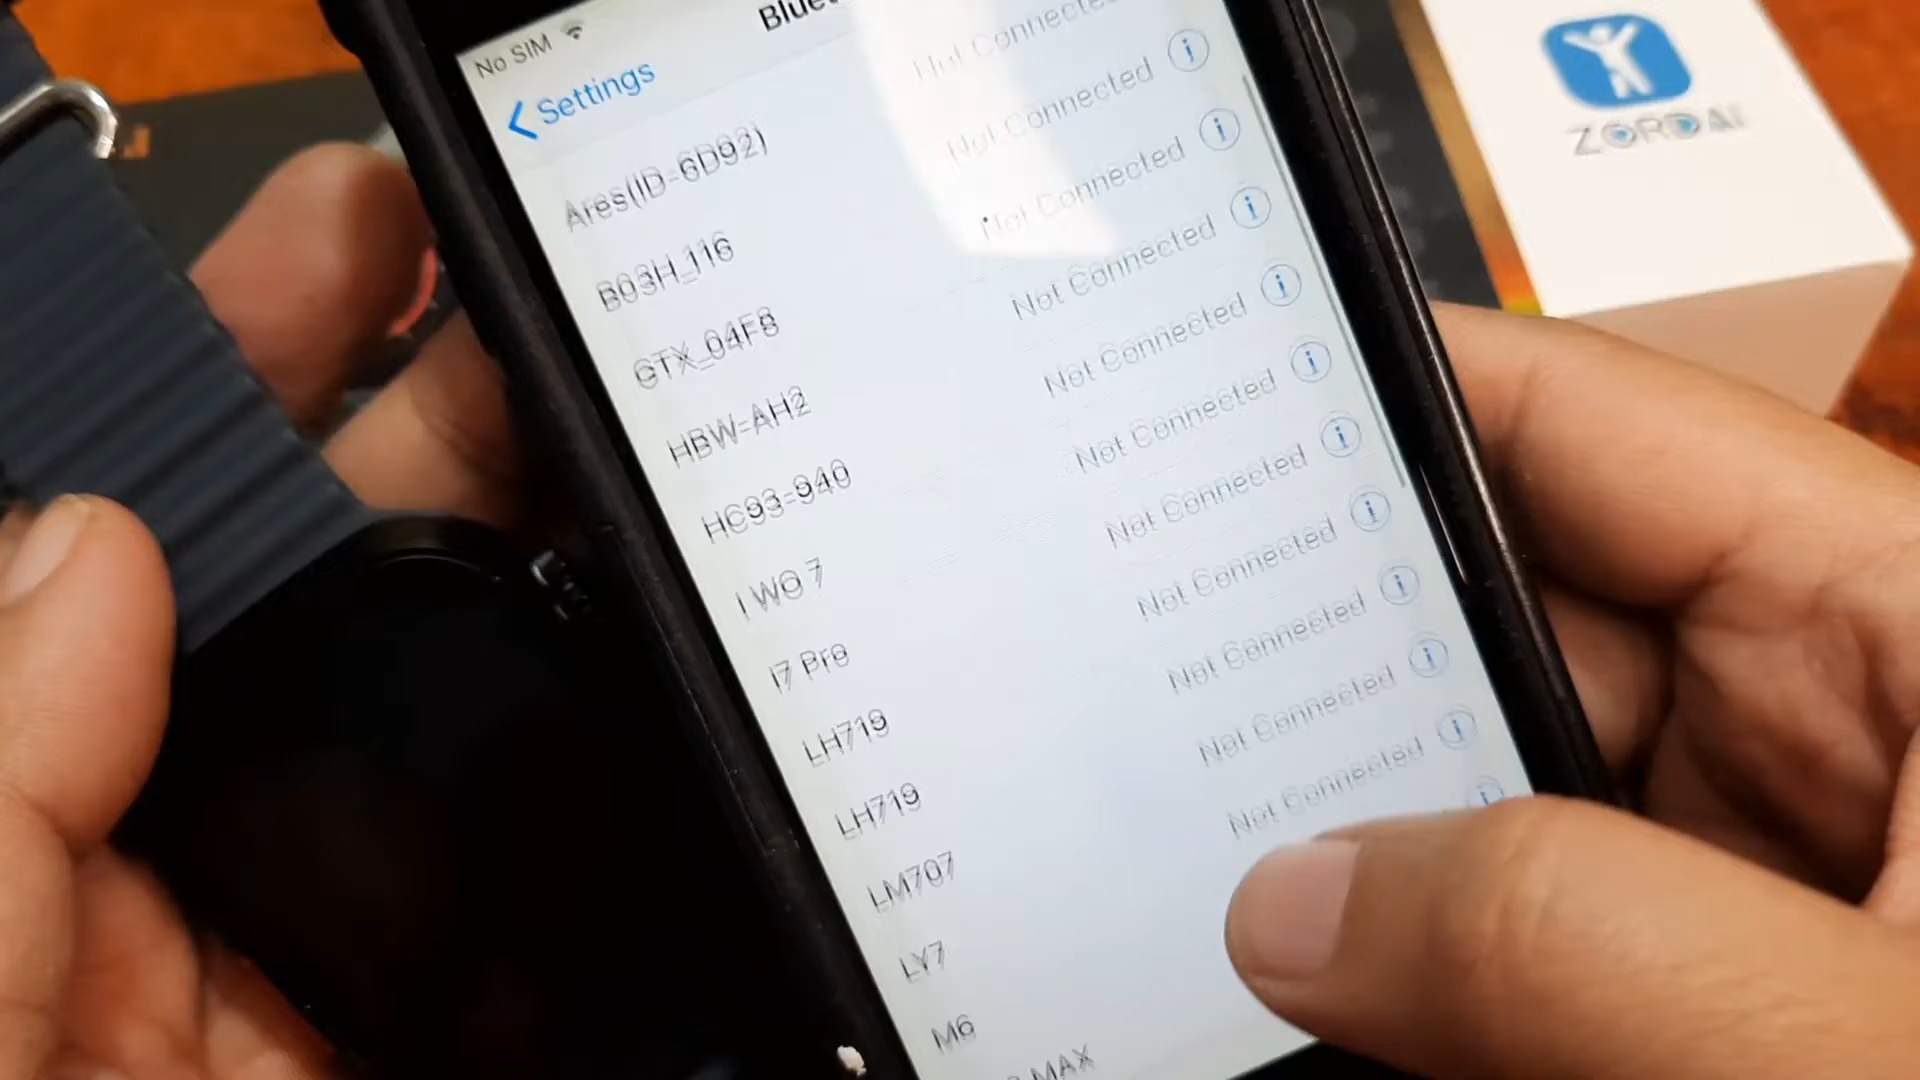 No SIM
Settings
Not Connected
Ares(ID-6D92) Not Connected
B03H_116 Not Connected
GTX_04F8 Not Connected
HBW-AH2 Not Connected
HC93-940 Not Connected
I WO 7 Not Connected
I7 Pro Not Connected
LH719 Not Connected
LH719 Not Connected
LM707 Not Connected
LY7
M6
MAX
ZORDAI